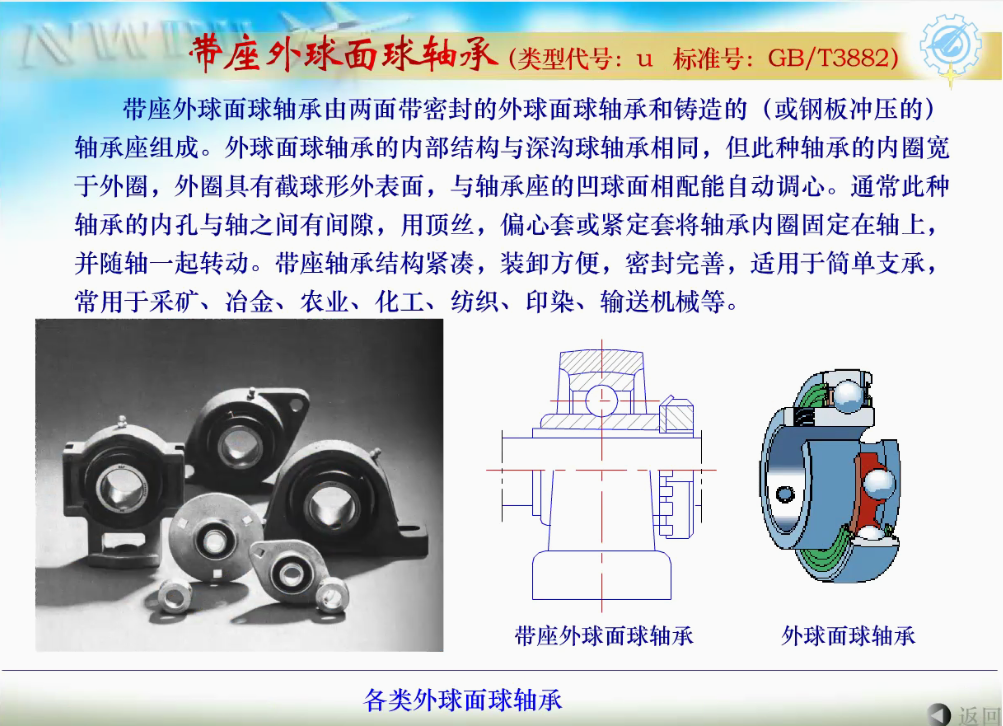 带座外球面球轴承 (类型代号：u 标准号：GB/T3882)
带座外球面球轴承由两面带密封的外球面球轴承和铸造的（或钢板冲压的）
轴承座组成。外球面球轴承的内部结构与深沟球轴承相同，但此种轴承的内圈宽
于外圈，外圈具有截球形外表面，与轴承座的凹球面相配能自动调心。通常此种
轴承的内孔与轴之间有间隙，用顶丝，偏心套或紧定套将轴承内圈固定在轴上，
并随轴一起转动。带座轴承结构紧凑，装卸方便，密封完善，适用于简单支承，
常用于采矿、冶金、农业、化工、纺织、印染、输送机械等。
带座外球面球轴承
外球面球轴承
各类外球面球轴承
返回